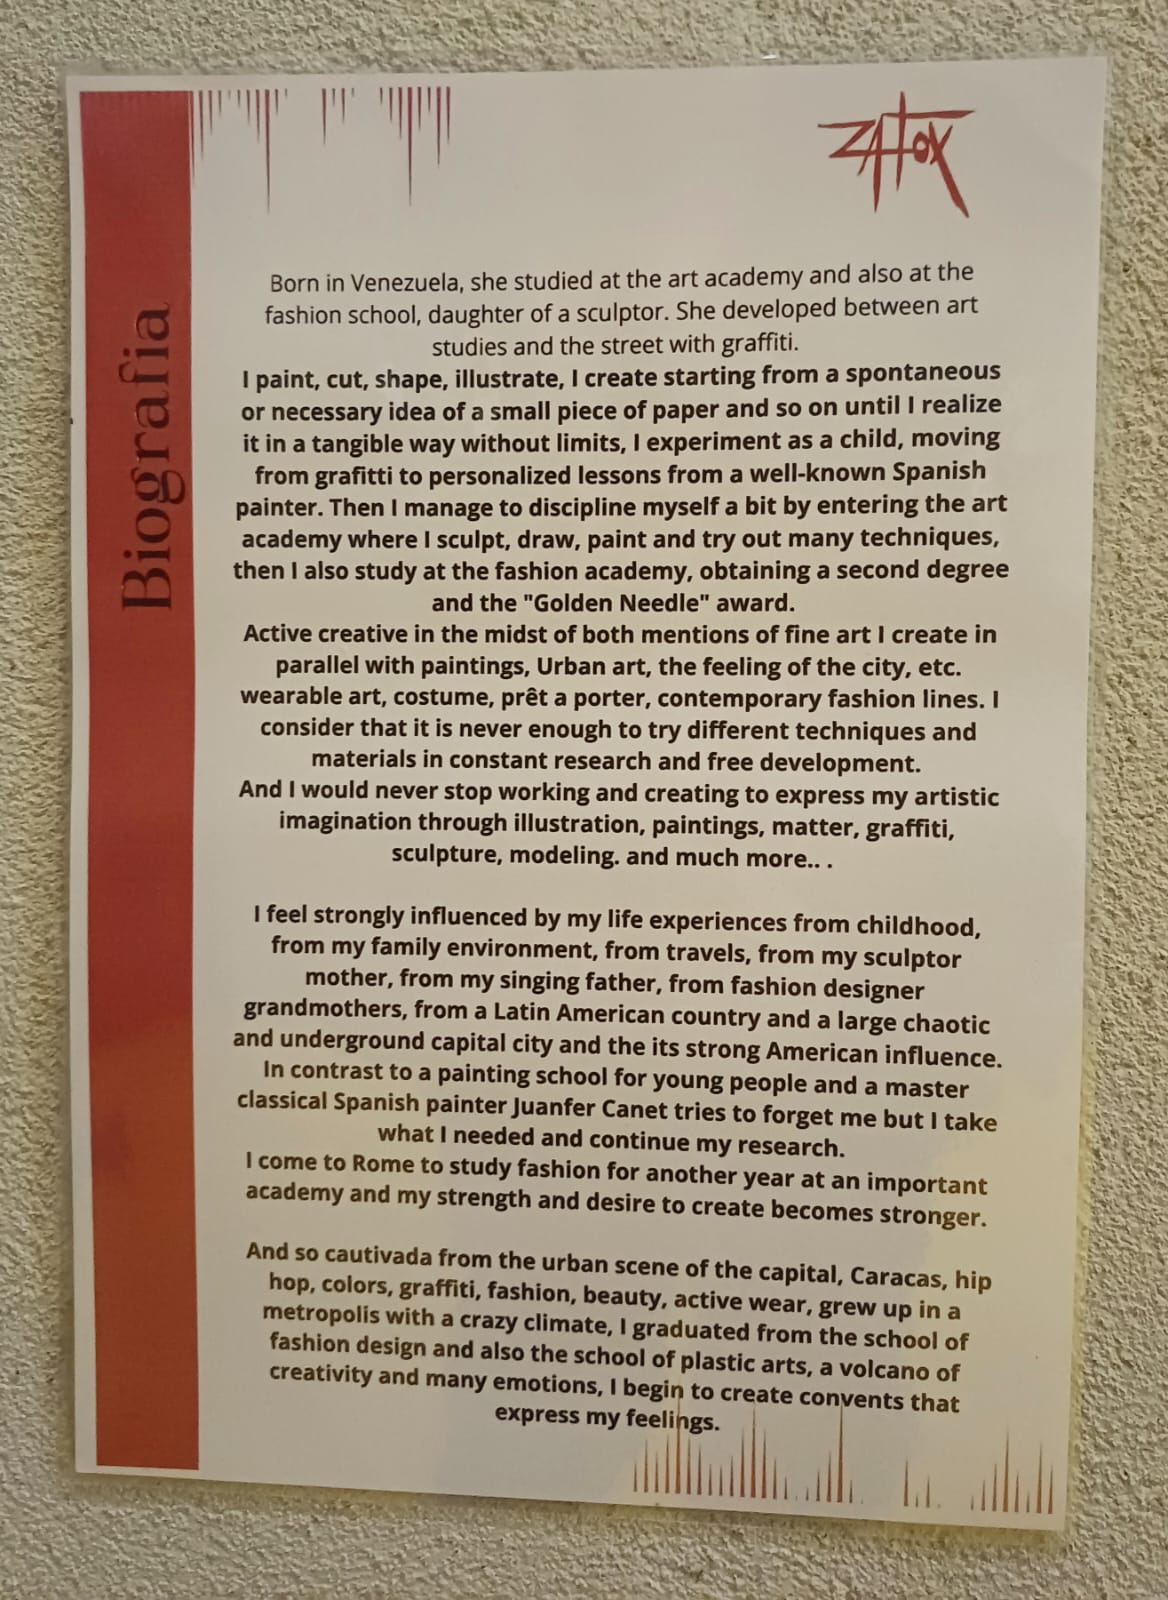 ZATOX
Biografia
Born in Venezuela, she studied at the art academy and also at the
fashion school, daughter of a sculptor. She developed between art
studies and the street with graffiti.
I paint, cut, shape, illustrate, I create starting from a spontaneous
or necessary idea of a small piece of paper and so on until I realize
it in a tangible way without limits, I experiment as a child, moving
from grafitti to personalized lessons from a well-known Spanish
painter. Then I manage to discipline myself a bit by entering the art
academy where I sculpt, draw, paint and try out many techniques,
then I also study at the fashion academy, obtaining a second degree
and the "Golden Needle" award.
Active creative in the midst of both mentions of fine art I create in
parallel with paintings, Urban art, the feeling of the city, etc.
wearable art, costume, prêt a porter, contemporary fashion lines. I
consider that it is never enough to try different techniques and
materials in constant research and free development.
And I would never stop working and creating to express my artistic
imagination through illustration, paintings, matter, graffiti,
sculpture, modeling. and much more.. .
I feel strongly influenced by my life experiences from childhood,
from my family environment, from travels, from my sculptor
mother, from my singing father, from fashion designer
grandmothers, from a Latin American country and a large chaotic
and underground capital city and the its strong American influence.
In contrast to a painting school for young people and a master
classical Spanish painter Juanfer Canet tries to forget me but I take
what I needed and continue my research.
I come to Rome to study fashion for another year at an important
academy and my strength and desire to create becomes stronger.
And so cautivada from the urban scene of the capital, Caracas, hip
hop, colors, graffiti, fashion, beauty, active wear, grew up in a
metropolis with a crazy climate, I graduated from the school of
fashion design and also the school of plastic arts, a volcano of
creativity and many emotions, I begin to create convents that
express my feelings.